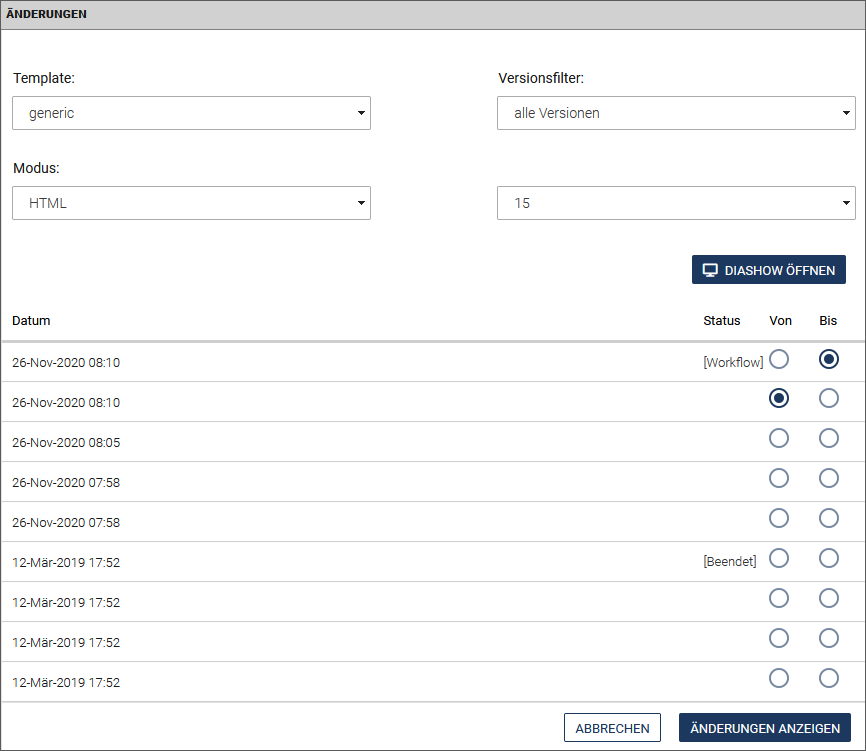 ÄNDERUNGEN
Template: Versionsfilter:
generic alle Versionen
Modus:
HTML 15
DIASHOW ÖFFNEN
Datum Status Von Bis
26-Nov-2020 08:10 [Workflow]
26-Nov-2020 08:10
26-Nov-2020 08:05
26-Nov-2020 07:58
26-Nov-2020 07:58
12-Mär-2019 17:52 [Beendet]
12-Mär-2019 17:52
12-Mär-2019 17:52
12-Mär-2019 17:52
ABBRECHEN ÄNDERUNGEN ANZEIGEN